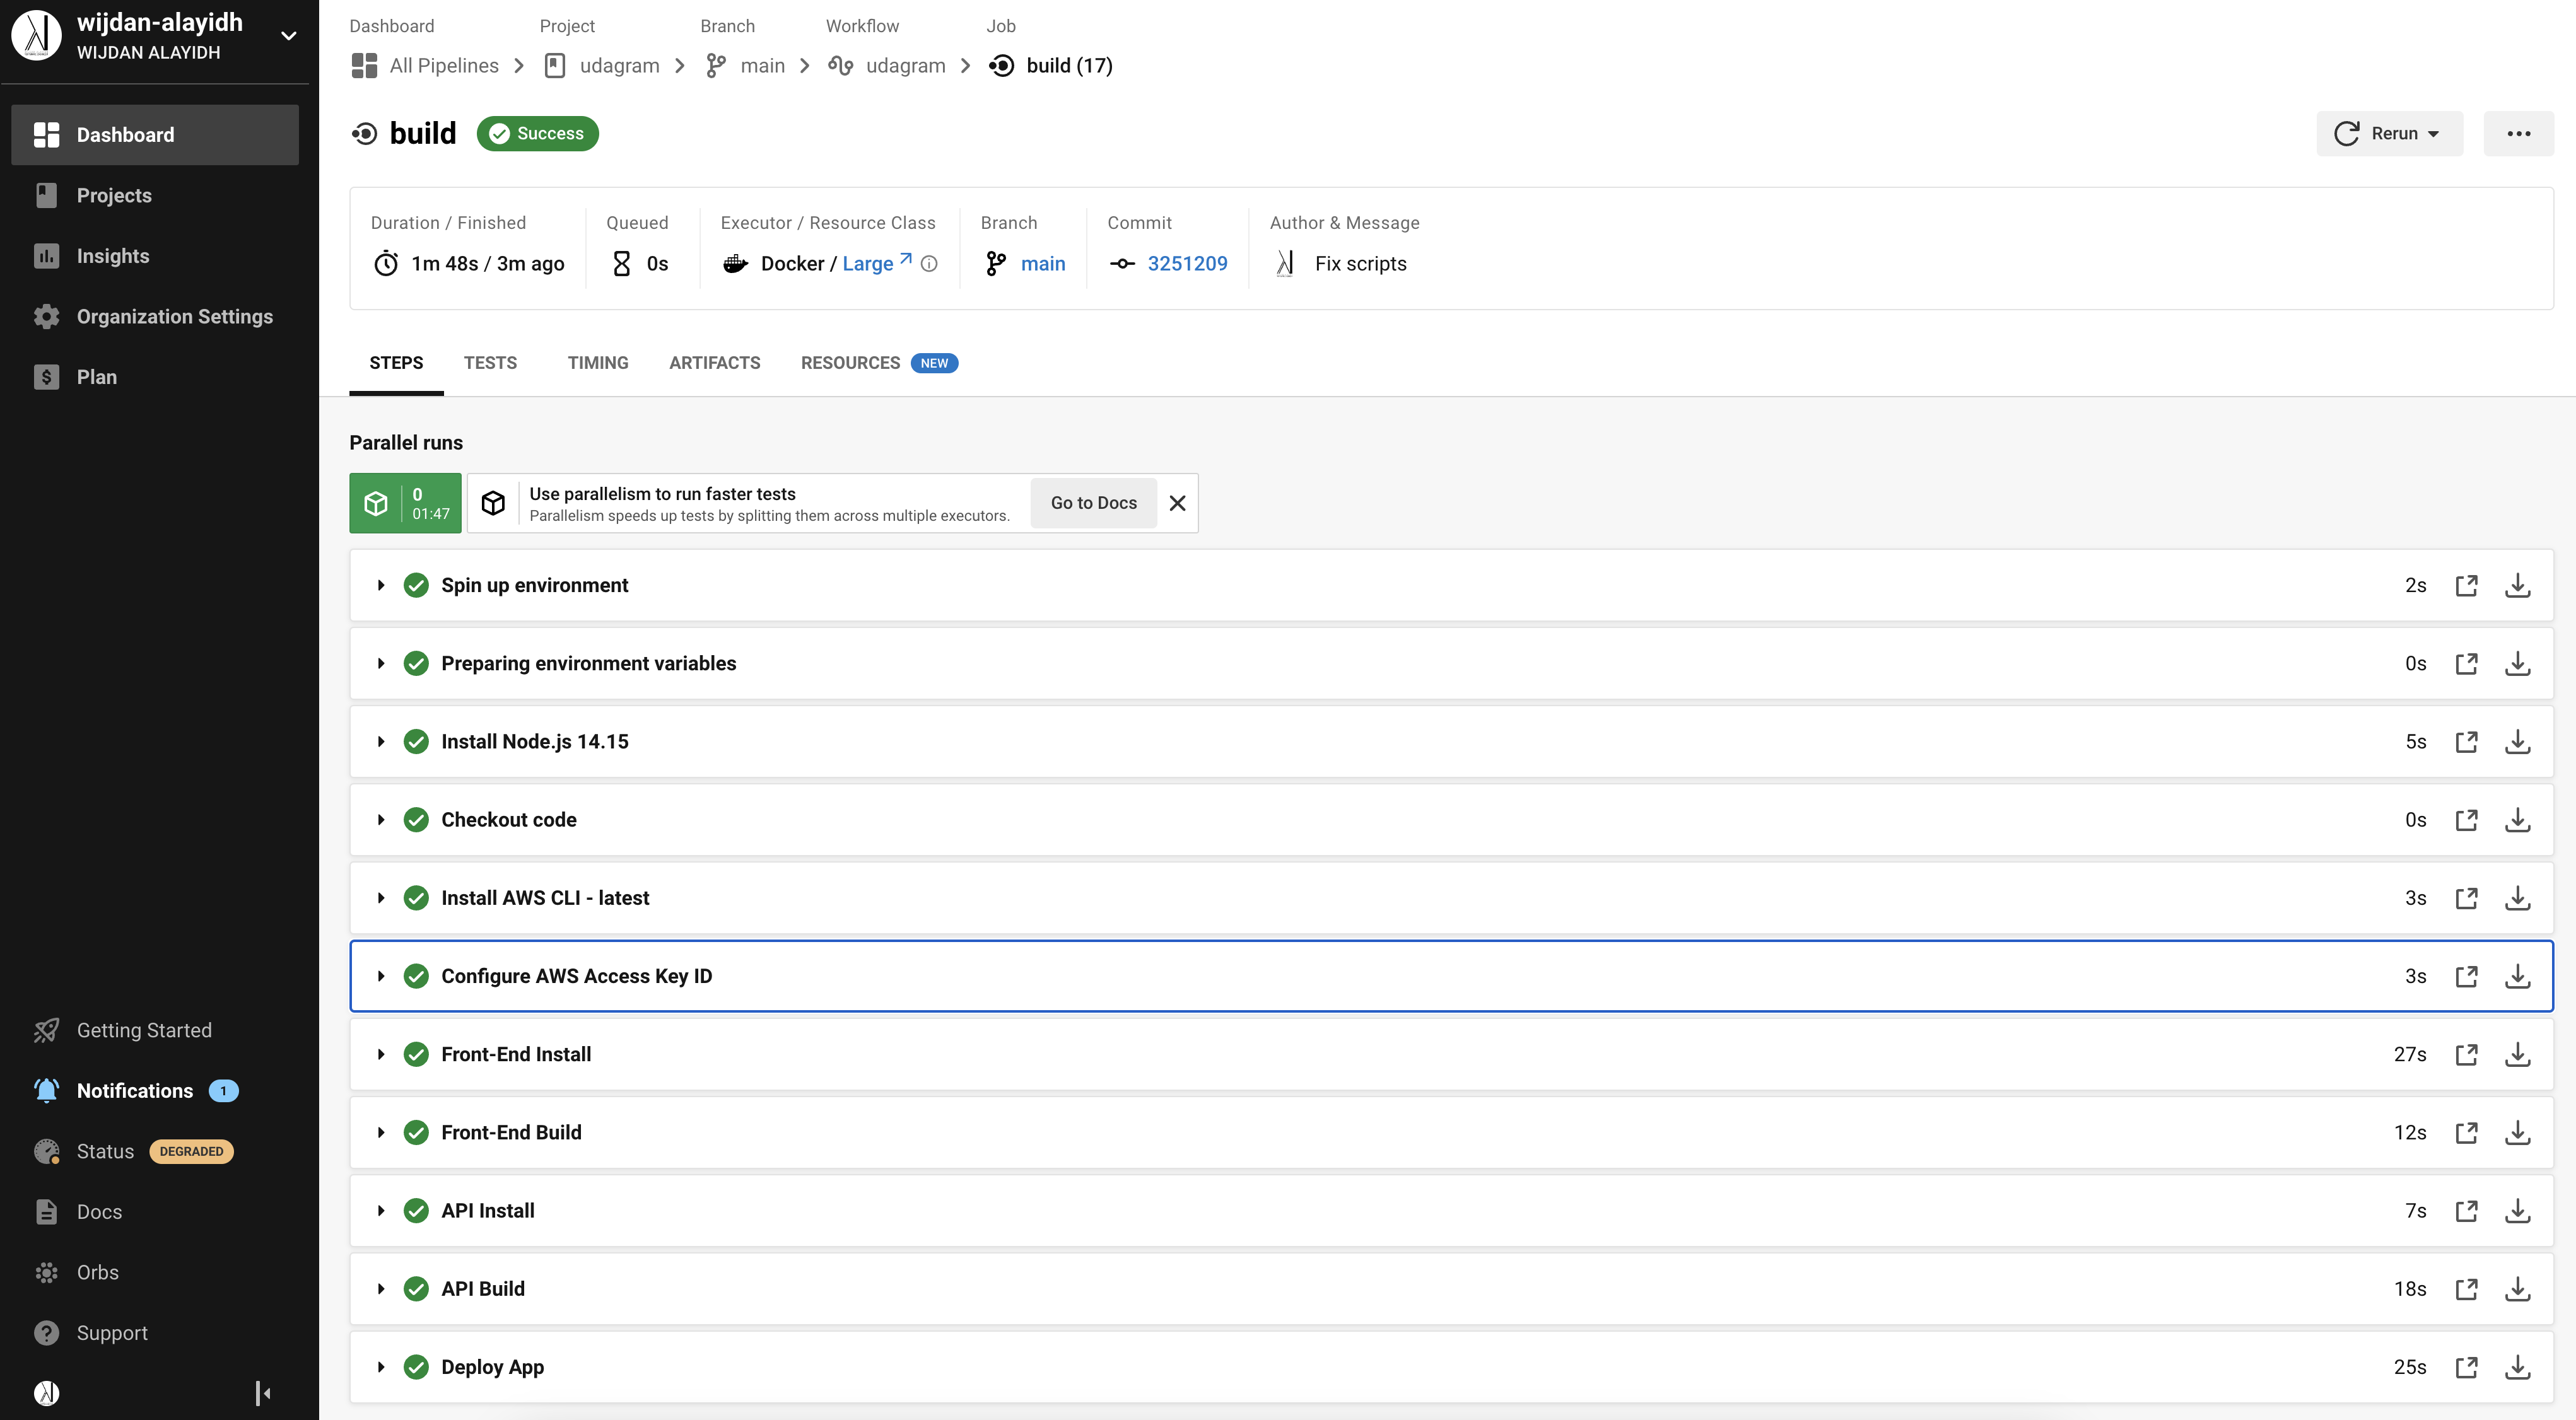 wijdan-alayidh
WIJDAN ALAYIDH
Dashboard
Projects
Insights
Organization Settings
Plan
Getting Started
Notifications 1
Status DEGRADED
Docs
Orbs
Support
Dashboard Project Branch Workflow Job
All Pipelines udagram main udagram build (17)
build Success Rerun
Duration / Finished Queued Executor / Resource Class Branch Commit Author & Message
1m 48s / 3m ago 0s Docker / Large main 3251209 Fix scripts
STEPS TESTS TIMING ARTIFACTS RESOURCES NEW
Parallel runs
0
01:47
Use parallelism to run faster tests
Parallelism speeds up tests by splitting them across multiple executors.
Go to Docs
Spin up environment 2s
Preparing environment variables 0s
Install Node.js 14.15 5s
Checkout code 0s
Install AWS CLI - latest 3s
Configure AWS Access Key ID 3s
Front-End Install 27s
Front-End Build 12s
API Install 7s
API Build 18s
Deploy App 25s